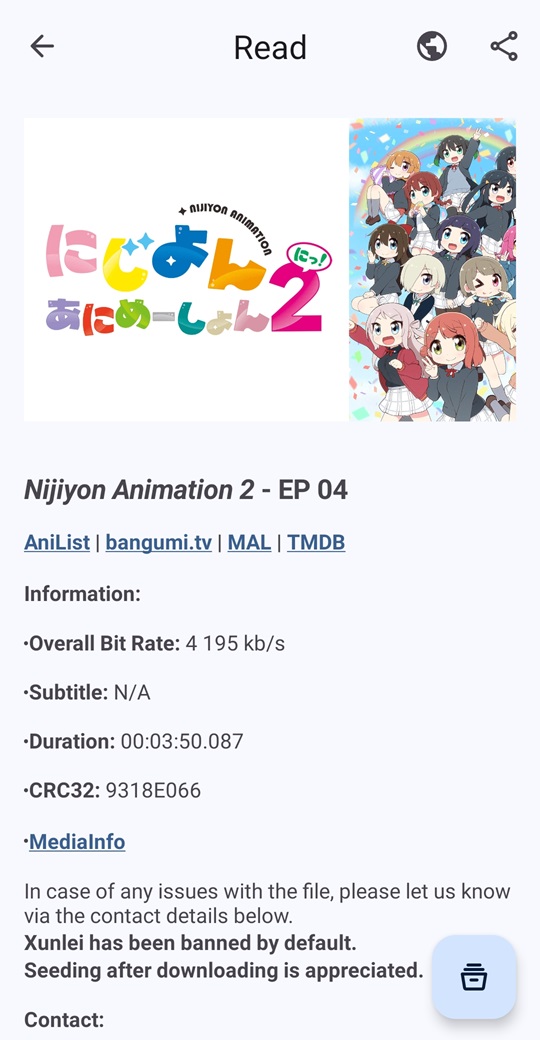 Read
NIJIYON ANIMATION
にじよん
にっ!
あにめーしょん2
Nijiyon Animation 2 - EP 04
AniList | bangumi.tv | MAL | TMDB
Information:
·Overall Bit Rate: 4 195 kb/s
·Subtitle: N/A
·Duration: 00:03:50.087
·CRC32: 9318E066
·MediaInfo
In case of any issues with the file, please let us know
via the contact details below.
Xunlei has been banned by default.
Seeding after downloading is appreciated.
Contact: